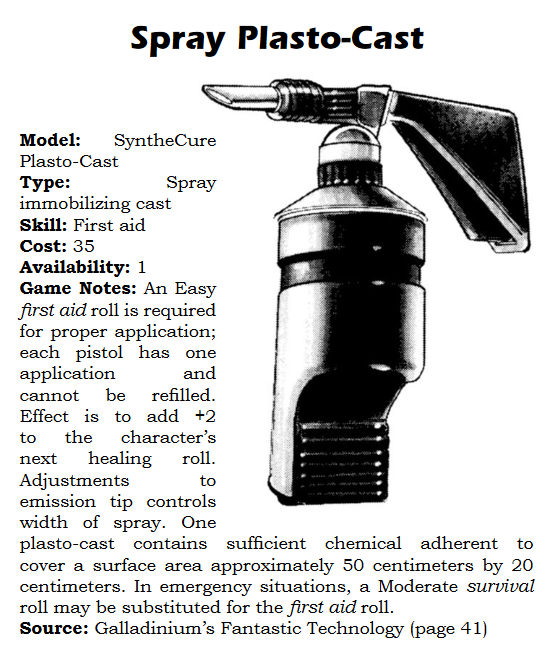 Spray Plasto-Cast
Model: SyntheCure
Plasto-Cast
Type: Spray
immobilizing cast
Skill: First aid
Cost: 35
Availability: 1
Game Notes: An Easy
first aid roll is required
for proper application;
each pistol has one
application and
cannot be refilled.
Effect is to add +2
to the character's
next healing roll.
Adjustments to
emission tip controls
width of spray. One
plasto-cast contains sufficient chemical adherent to
cover a surface area approximately 50 centimeters by 20
centimeters. In emergency situations, a Moderate survival
roll may be substituted for the first aid roll.
Source: Galladinium's Fantastic Technology (page 41)